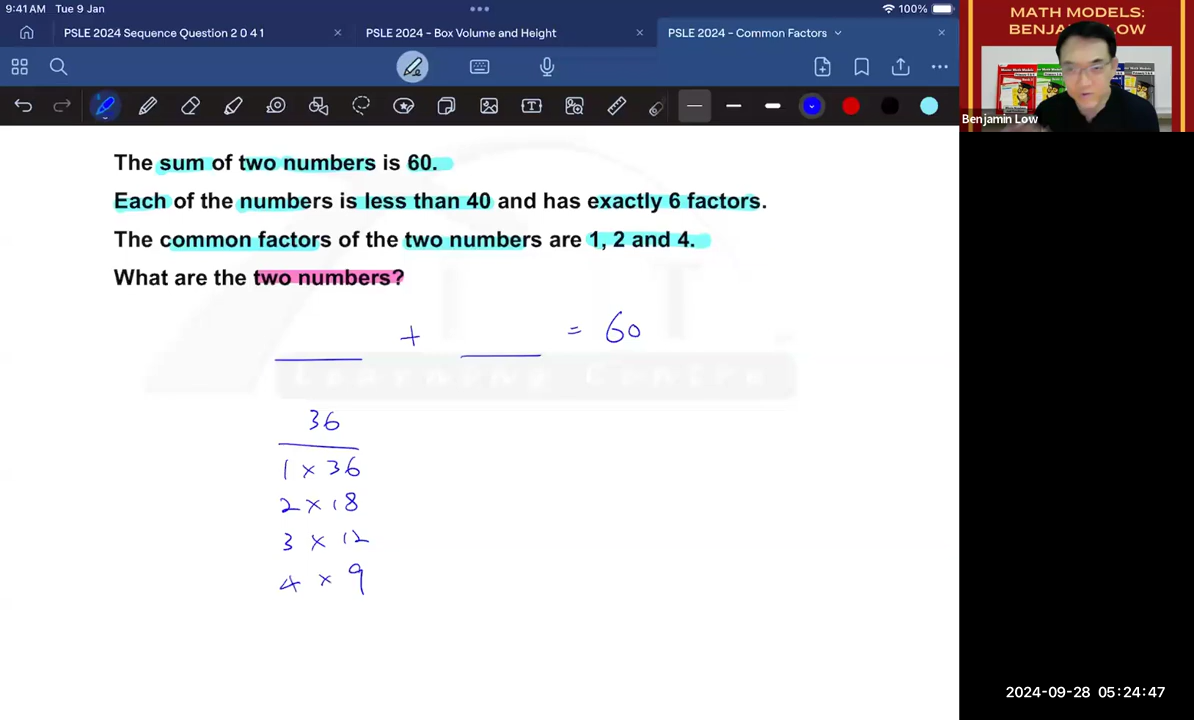 9:41 AM Tue 9 Jan
100%
PSLE 2024 Sequence Question 2 0 4 1
PSLE 2024 - Box Volume and Height
PSLE 2024 - Common Factors
MATH MODELS:
BENJAMIN LOW
Benjamin Low
The sum of two numbers is 60.
Each of the numbers is less than 40 and has exactly 6 factors.
The common factors of the two numbers are 1, 2 and 4.
What are the two numbers?
+ = 60
Learning Centre
36
1 × 36
2 × 18
3 × 12
4 × 9
2024-09-28 05:24:47